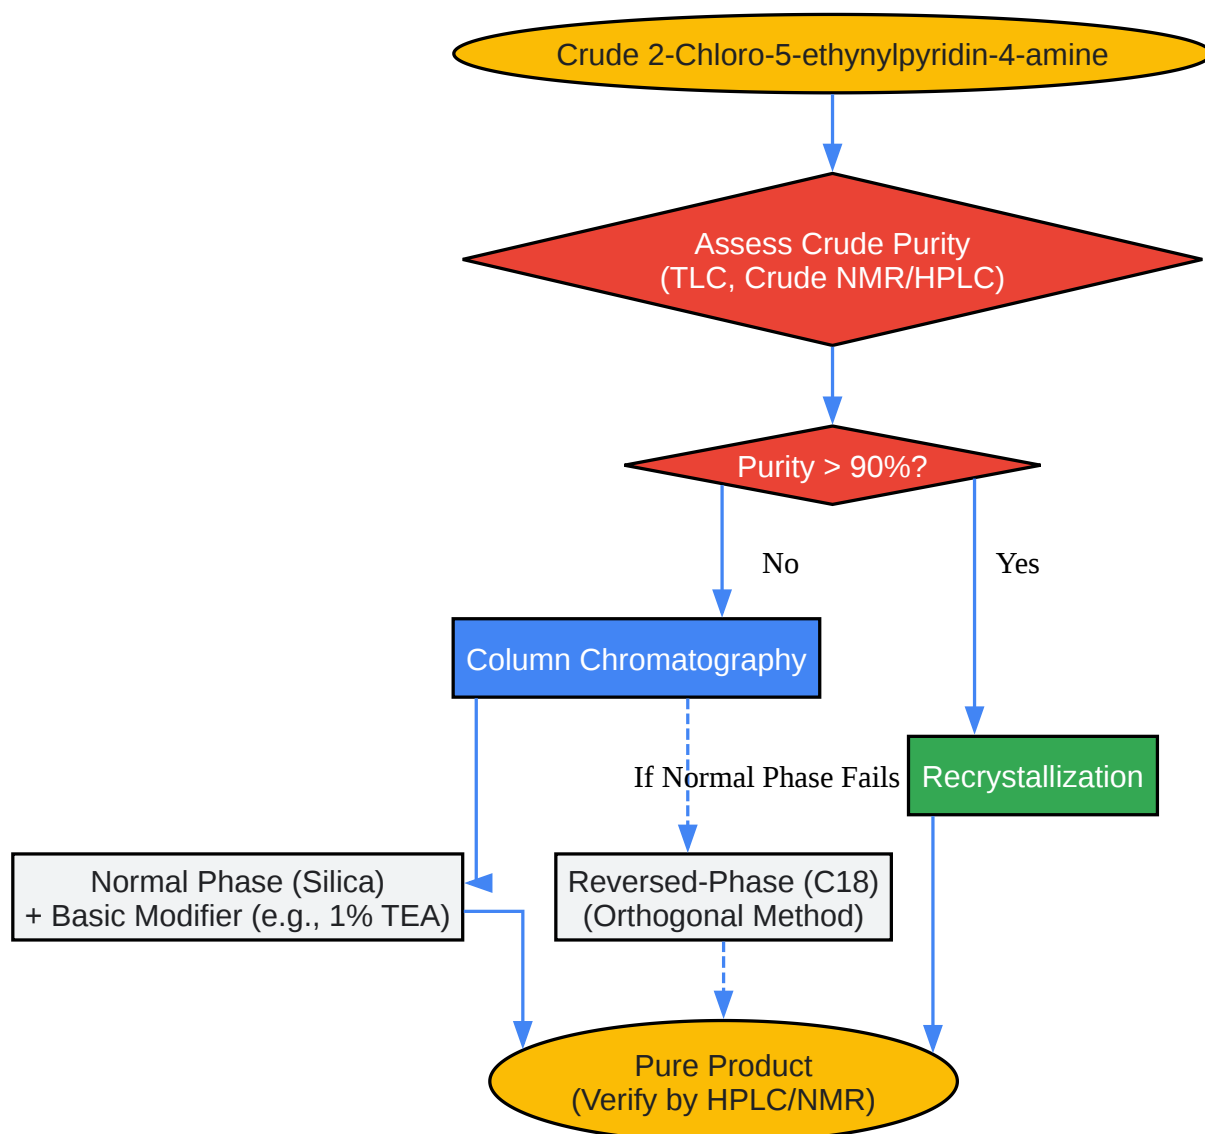 Crude 2-Chloro-5-ethynylpyridin-4-amine
Assess Crude Purity
(TLC, Crude NMR/HPLC)
Purity > 90%?
No
Yes
Column Chromatography
If Normal Phase Fails
Recrystallization
Normal Phase (Silica)
+ Basic Modifier (e.g., 1% TEA)
Reversed-Phase (C18)
(Orthogonal Method)
Pure Product
(Verify by HPLC/NMR)